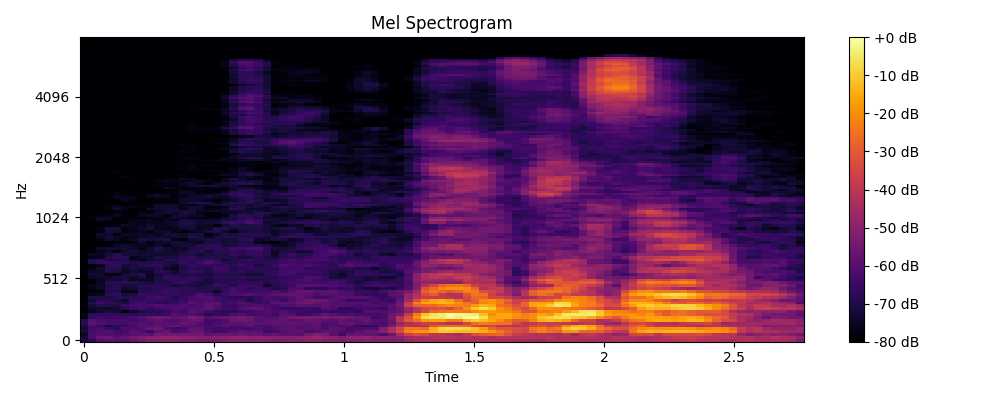 Mel Spectrogram
Hz
4096
2048
1024
512
0
0
0.5
1
1.5
2
2.5
Time
+0 dB
-10 dB
-20 dB
-30 dB
-40 dB
-50 dB
-60 dB
-70 dB
-80 dB